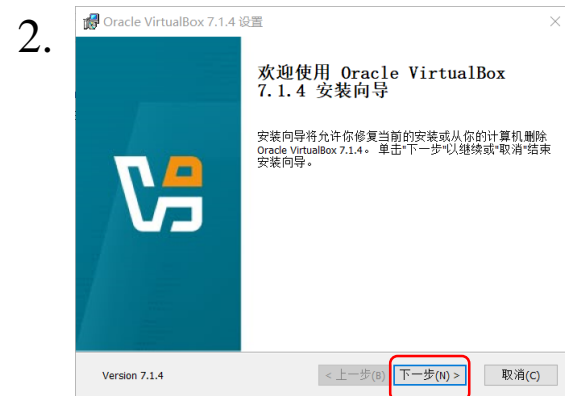 2.
Oracle VirtualBox 7.1.4 设置
欢迎使用 Oracle VirtualBox
7.1.4 安装向导
安装向导将允许你修复当前的安装或从你的计算机删除
Oracle VirtualBox 7.1.4。 单击"下一步"以继续或"取消"结束
安装向导。
Version 7.1.4
< 上一步(B) 下一步(N) > 取消(C)